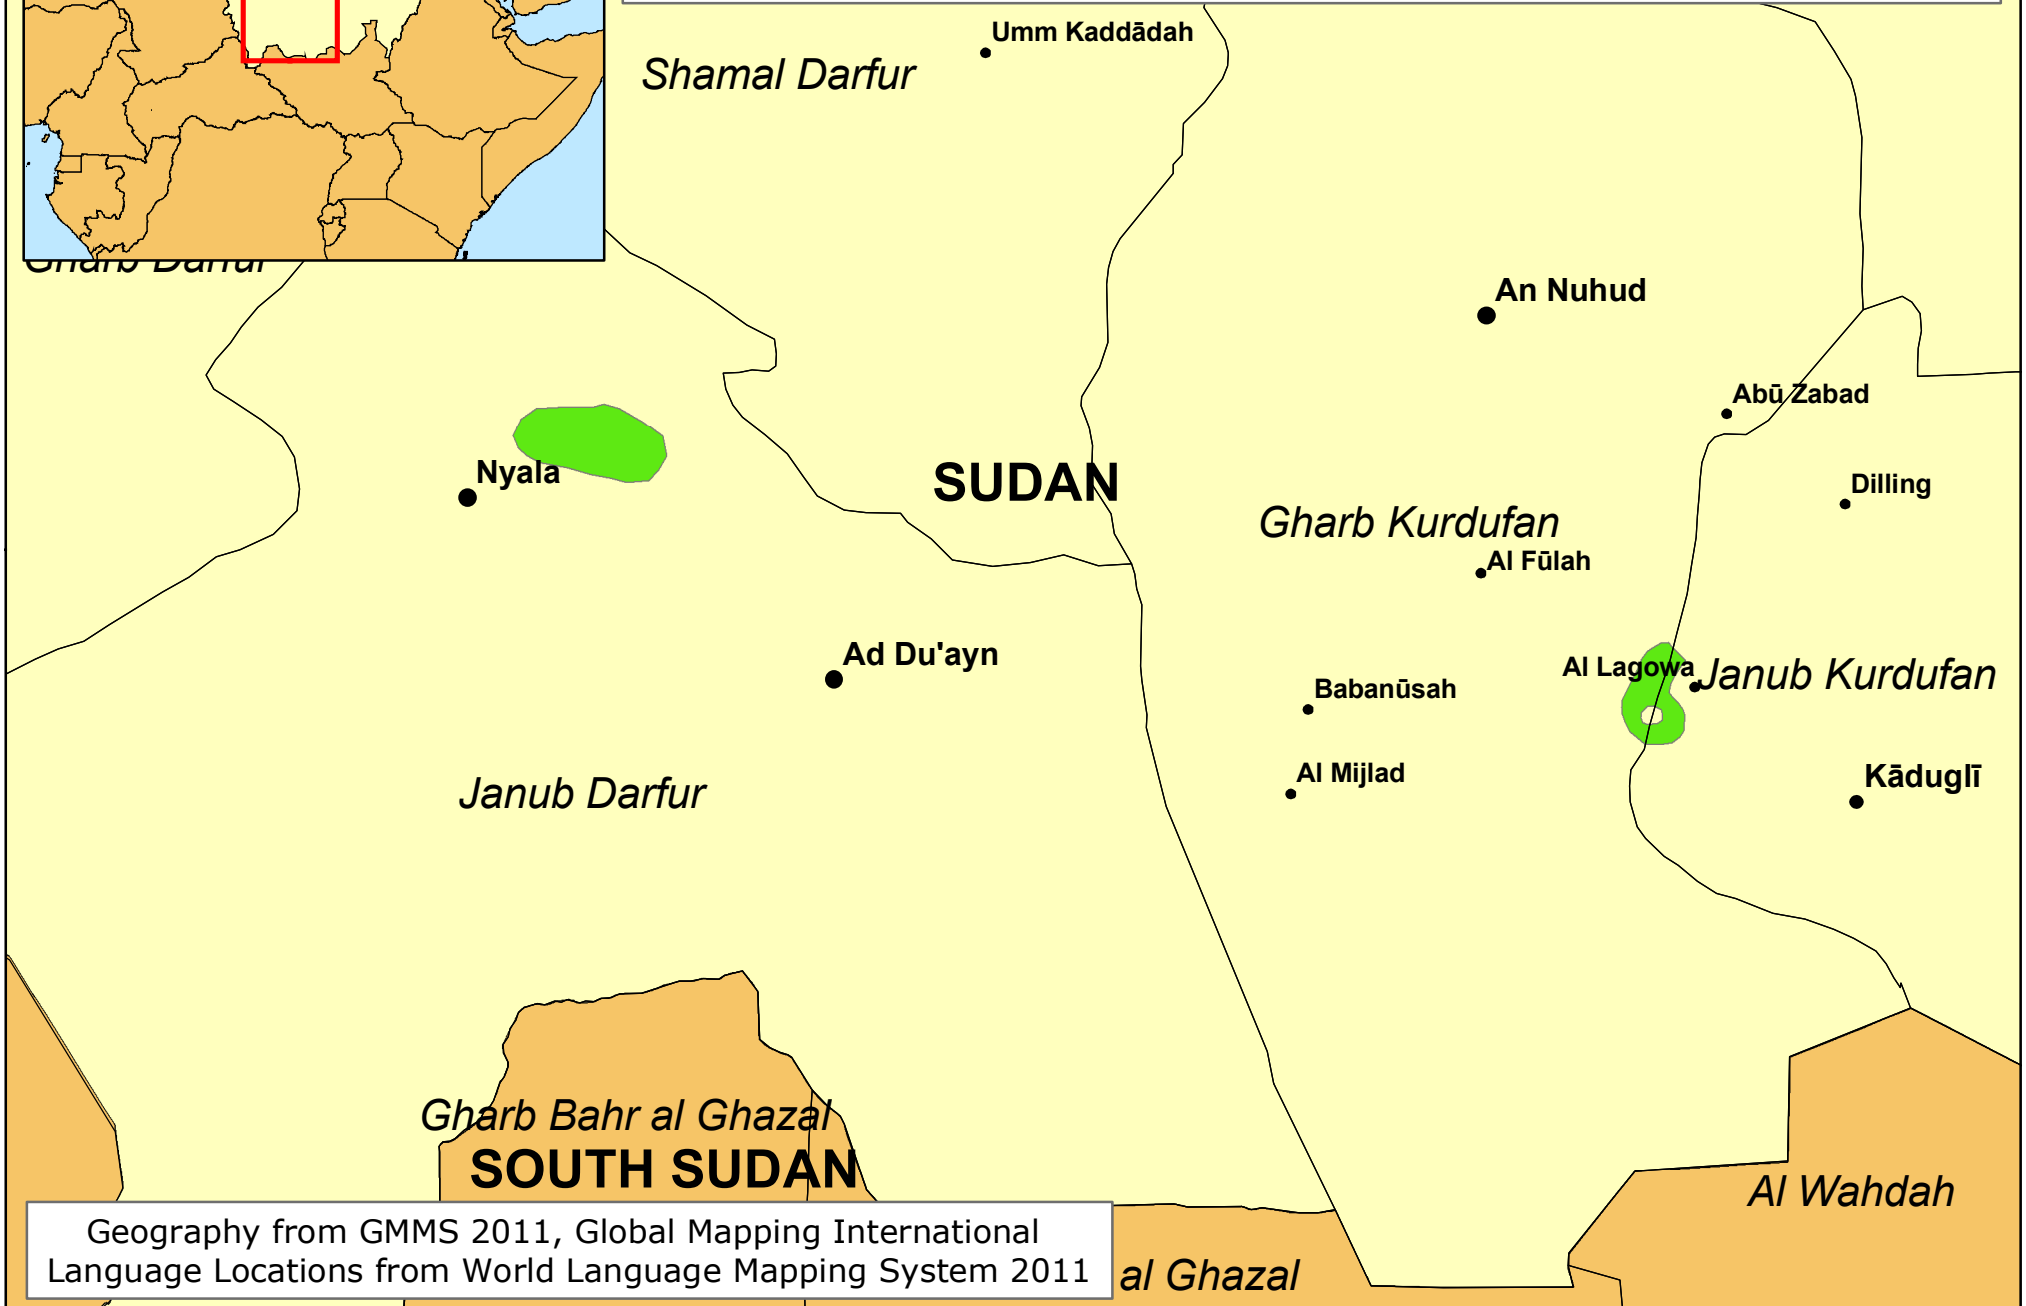 Umm Kaddādah
Shamal Darfur
Gharb Darfur
An Nuhud
Abū Zabad
Nyala
SUDAN
Dilling
Gharb Kurdufan
Al Fūlah
Ad Du'ayn
Al Lagowa
Janub Kurdufan
Babanūsah
Al Mijlad
Kāduglī
Janub Darfur
Gharb Bahr al Ghazal
SOUTH SUDAN
Al Wahdah
Geography from GMMS 2011, Global Mapping International
Language Locations from World Language Mapping System 2011
al Ghazal